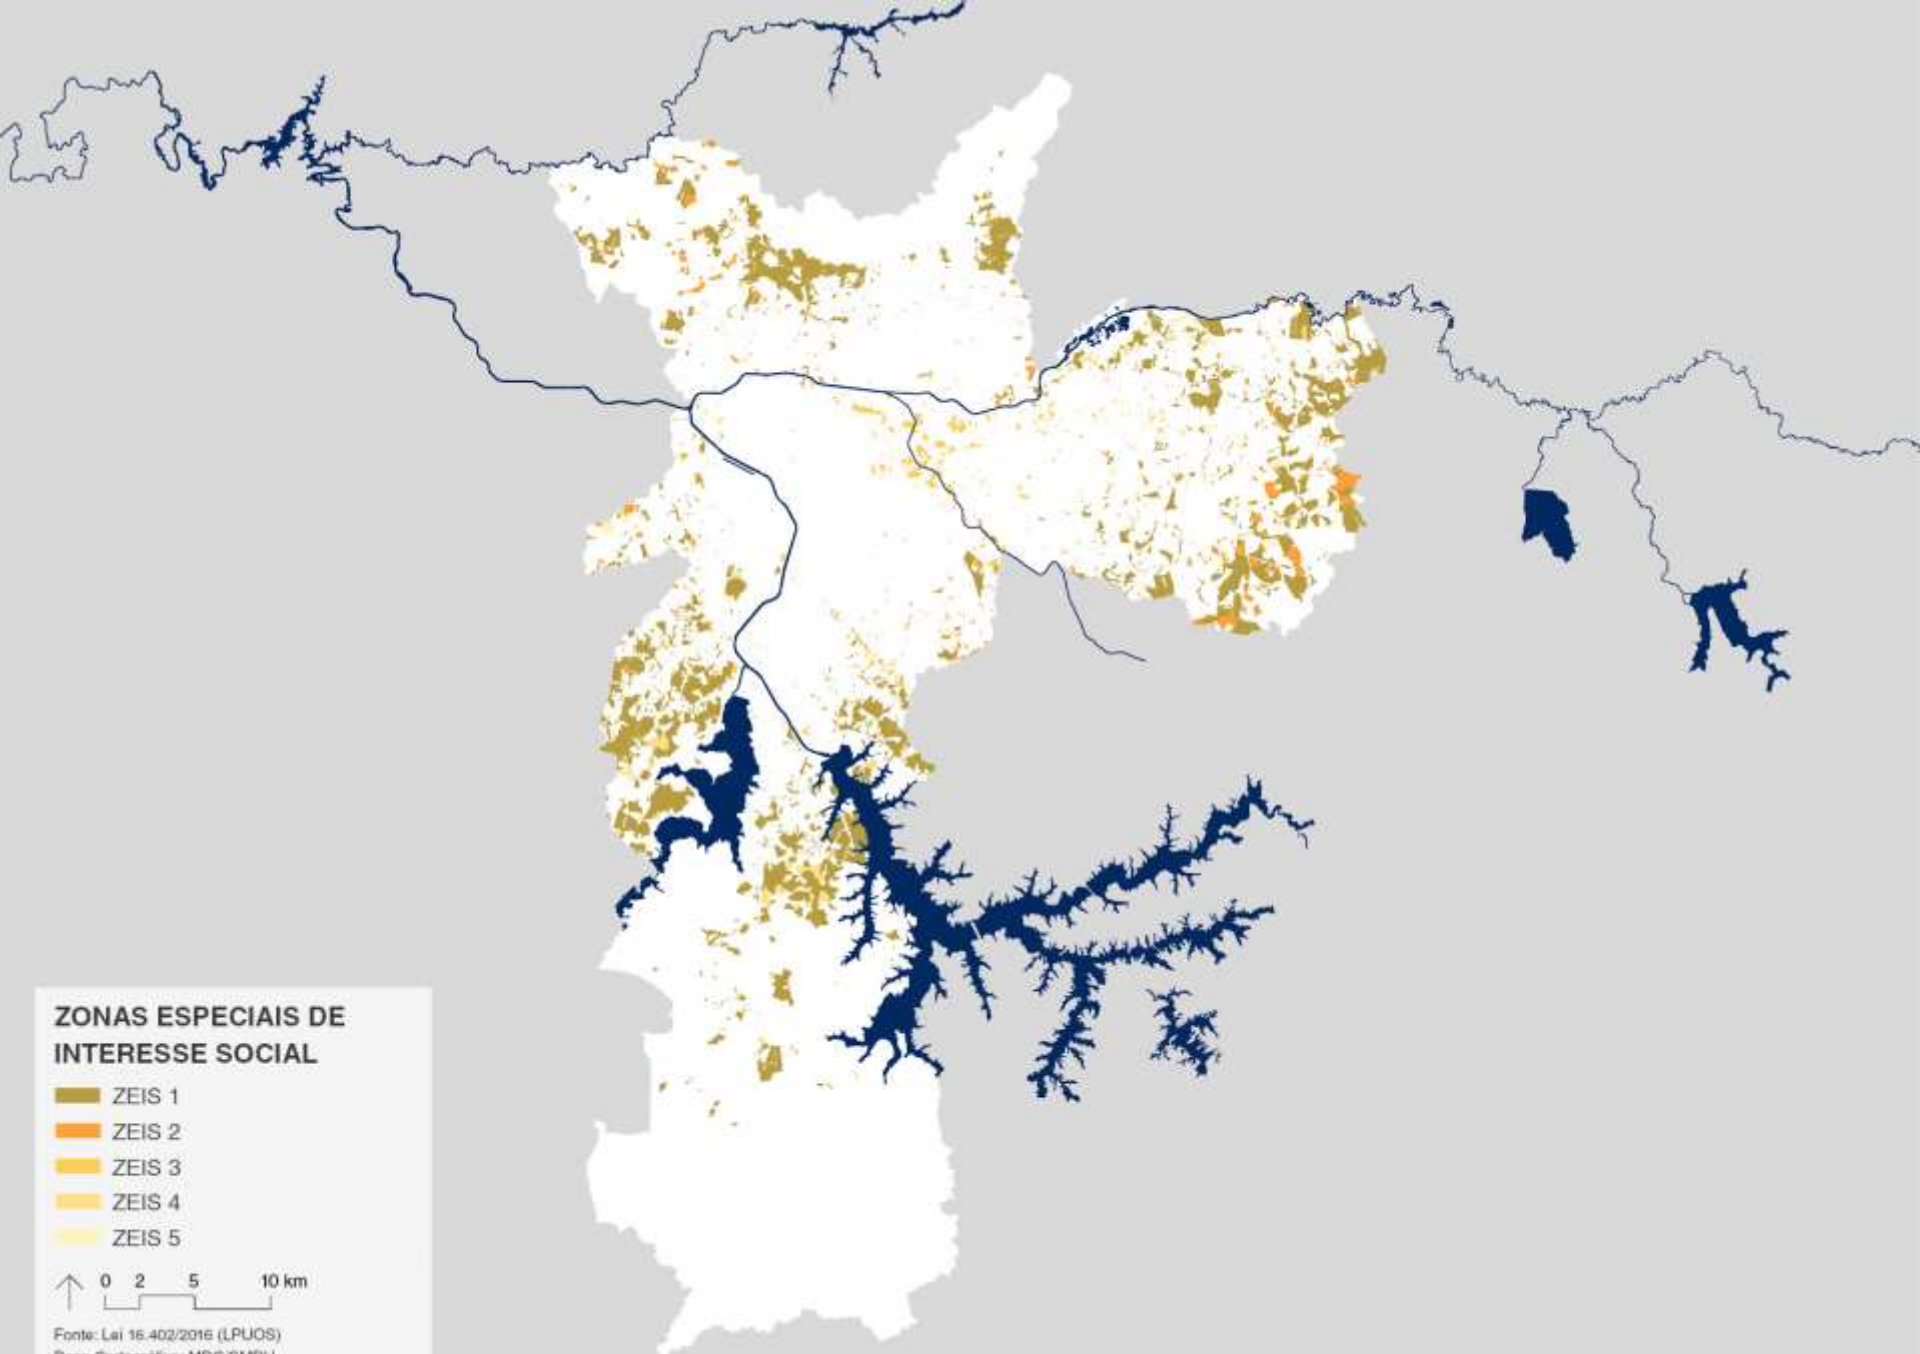 ZONAS ESPECIAIS DE
INTERESSE SOCIAL
ZEIS 1
ZEIS 2
ZEIS 3
ZEIS 4
ZEIS 5
0 2 5 10 km
Fonte: Lei 16.402/2016 (LPUOS)